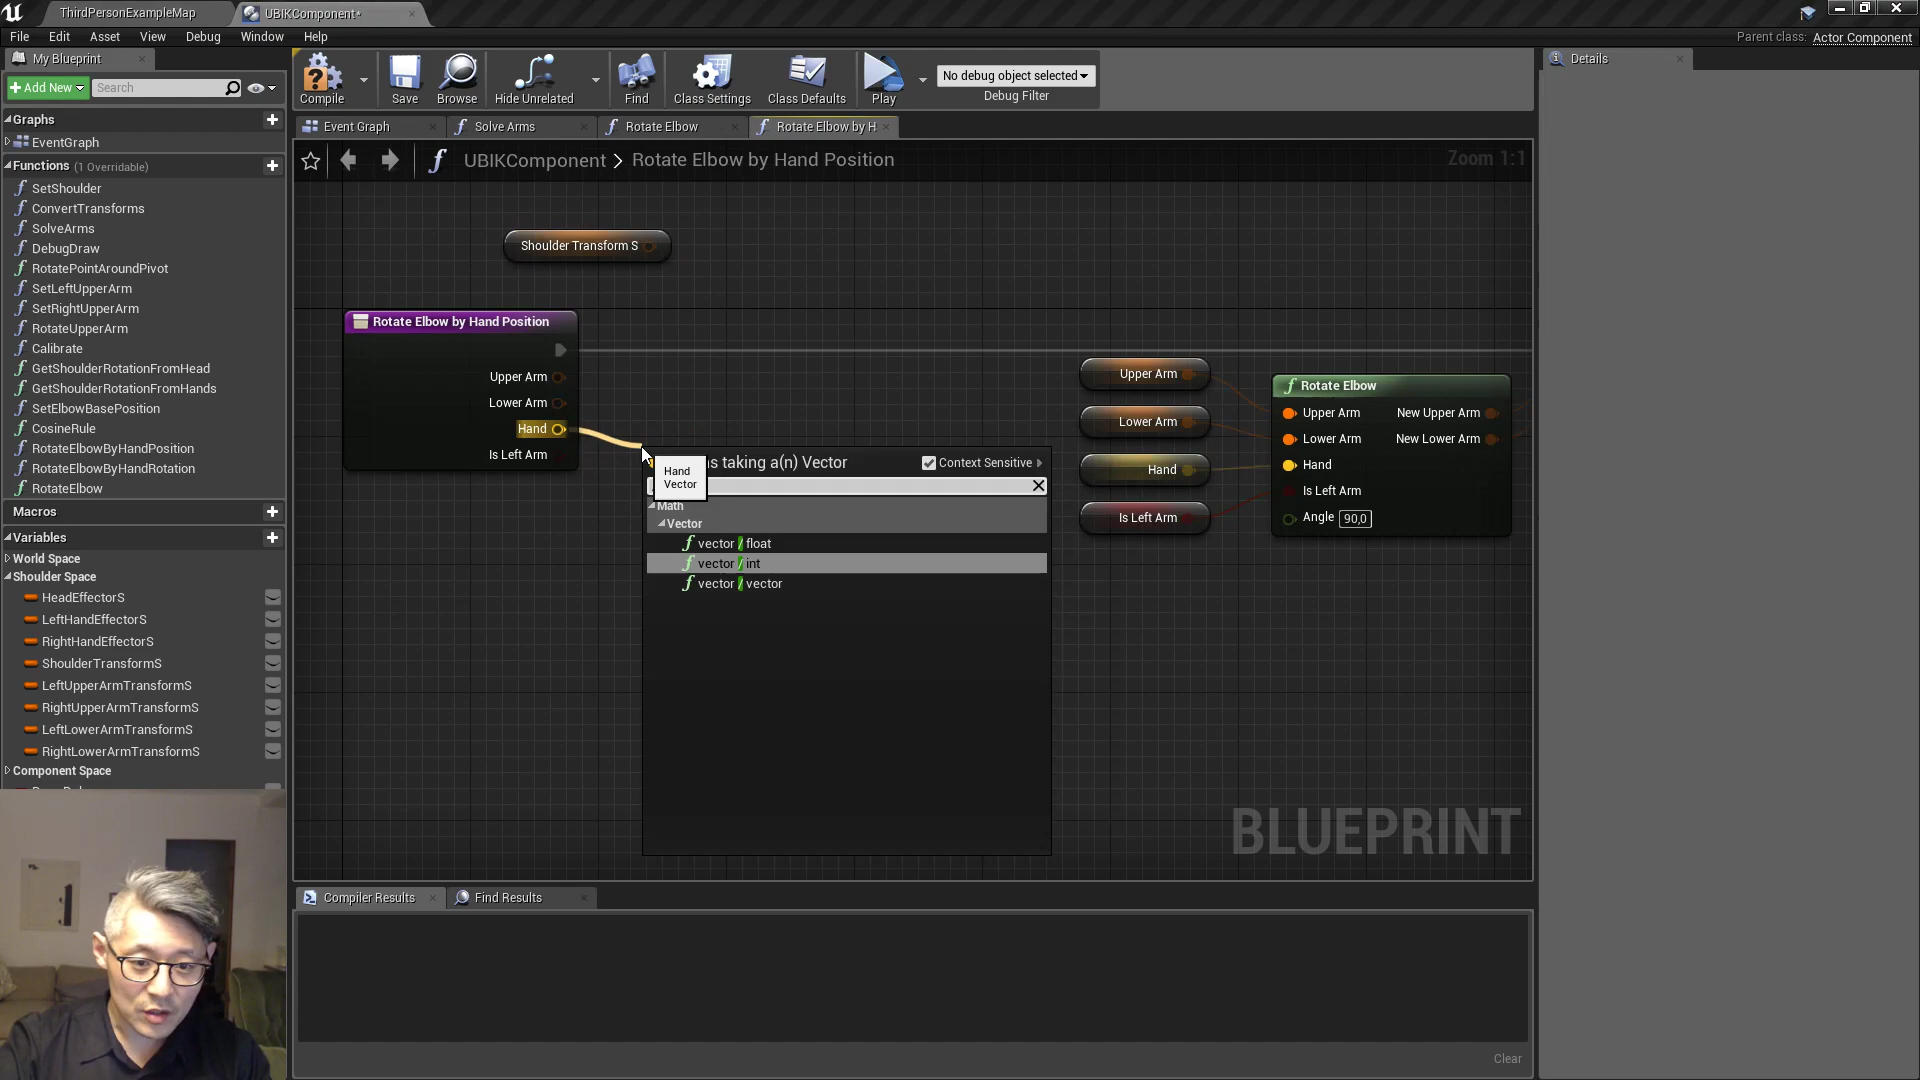 ThirdPersonExampleMap
UBIKComponent*
File Edit Asset View Debug Window Help
Parent class: Actor Component
My Blueprint
Add New
Search
Graphs
EventGraph
Functions (1 Overridable)
SetShoulder
ConvertTransforms
SolveArms
DebugDraw
RotatePointAroundPivot
SetLeftUpperArm
SetRightUpperArm
RotateUpperArm
Calibrate
GetShoulderRotationFromHead
GetShoulderRotationFromHands
SetElbowBasePosition
CosineRule
RotateElbowByHandPosition
RotateElbowByHandRotation
RotateElbow
Macros
Variables
World Space
Shoulder Space
HeadEffectorS
LeftHandEffectorS
RightHandEffectorS
ShoulderTransformS
LeftUpperArmTransformS
RightUpperArmTransformS
LeftLowerArmTransformS
RightLowerArmTransformS
Component Space
Compile
Save
Browse
Hide Unrelated
Find
Class Settings
Class Defaults
Play
No debug object selected
Debug Filter
Event Graph
Solve Arms
Rotate Elbow
Rotate Elbow by H
UBIKComponent > Rotate Elbow by Hand Position
Zoom 1:1
Shoulder Transform S
Rotate Elbow by Hand Position
Upper Arm
Lower Arm
Hand
Is Left Arm
s taking a(n) Vector
Context Sensitive
Hand
Vector
Math
Vector
vector / float
vector / int
vector / vector
Upper Arm
Lower Arm
Hand
Is Left Arm
Rotate Elbow
Upper Arm New Upper Arm
Lower Arm New Lower Arm
Hand
Is Left Arm
Angle 90,0
BLUEPRINT
Compiler Results
Find Results
Clear
Details